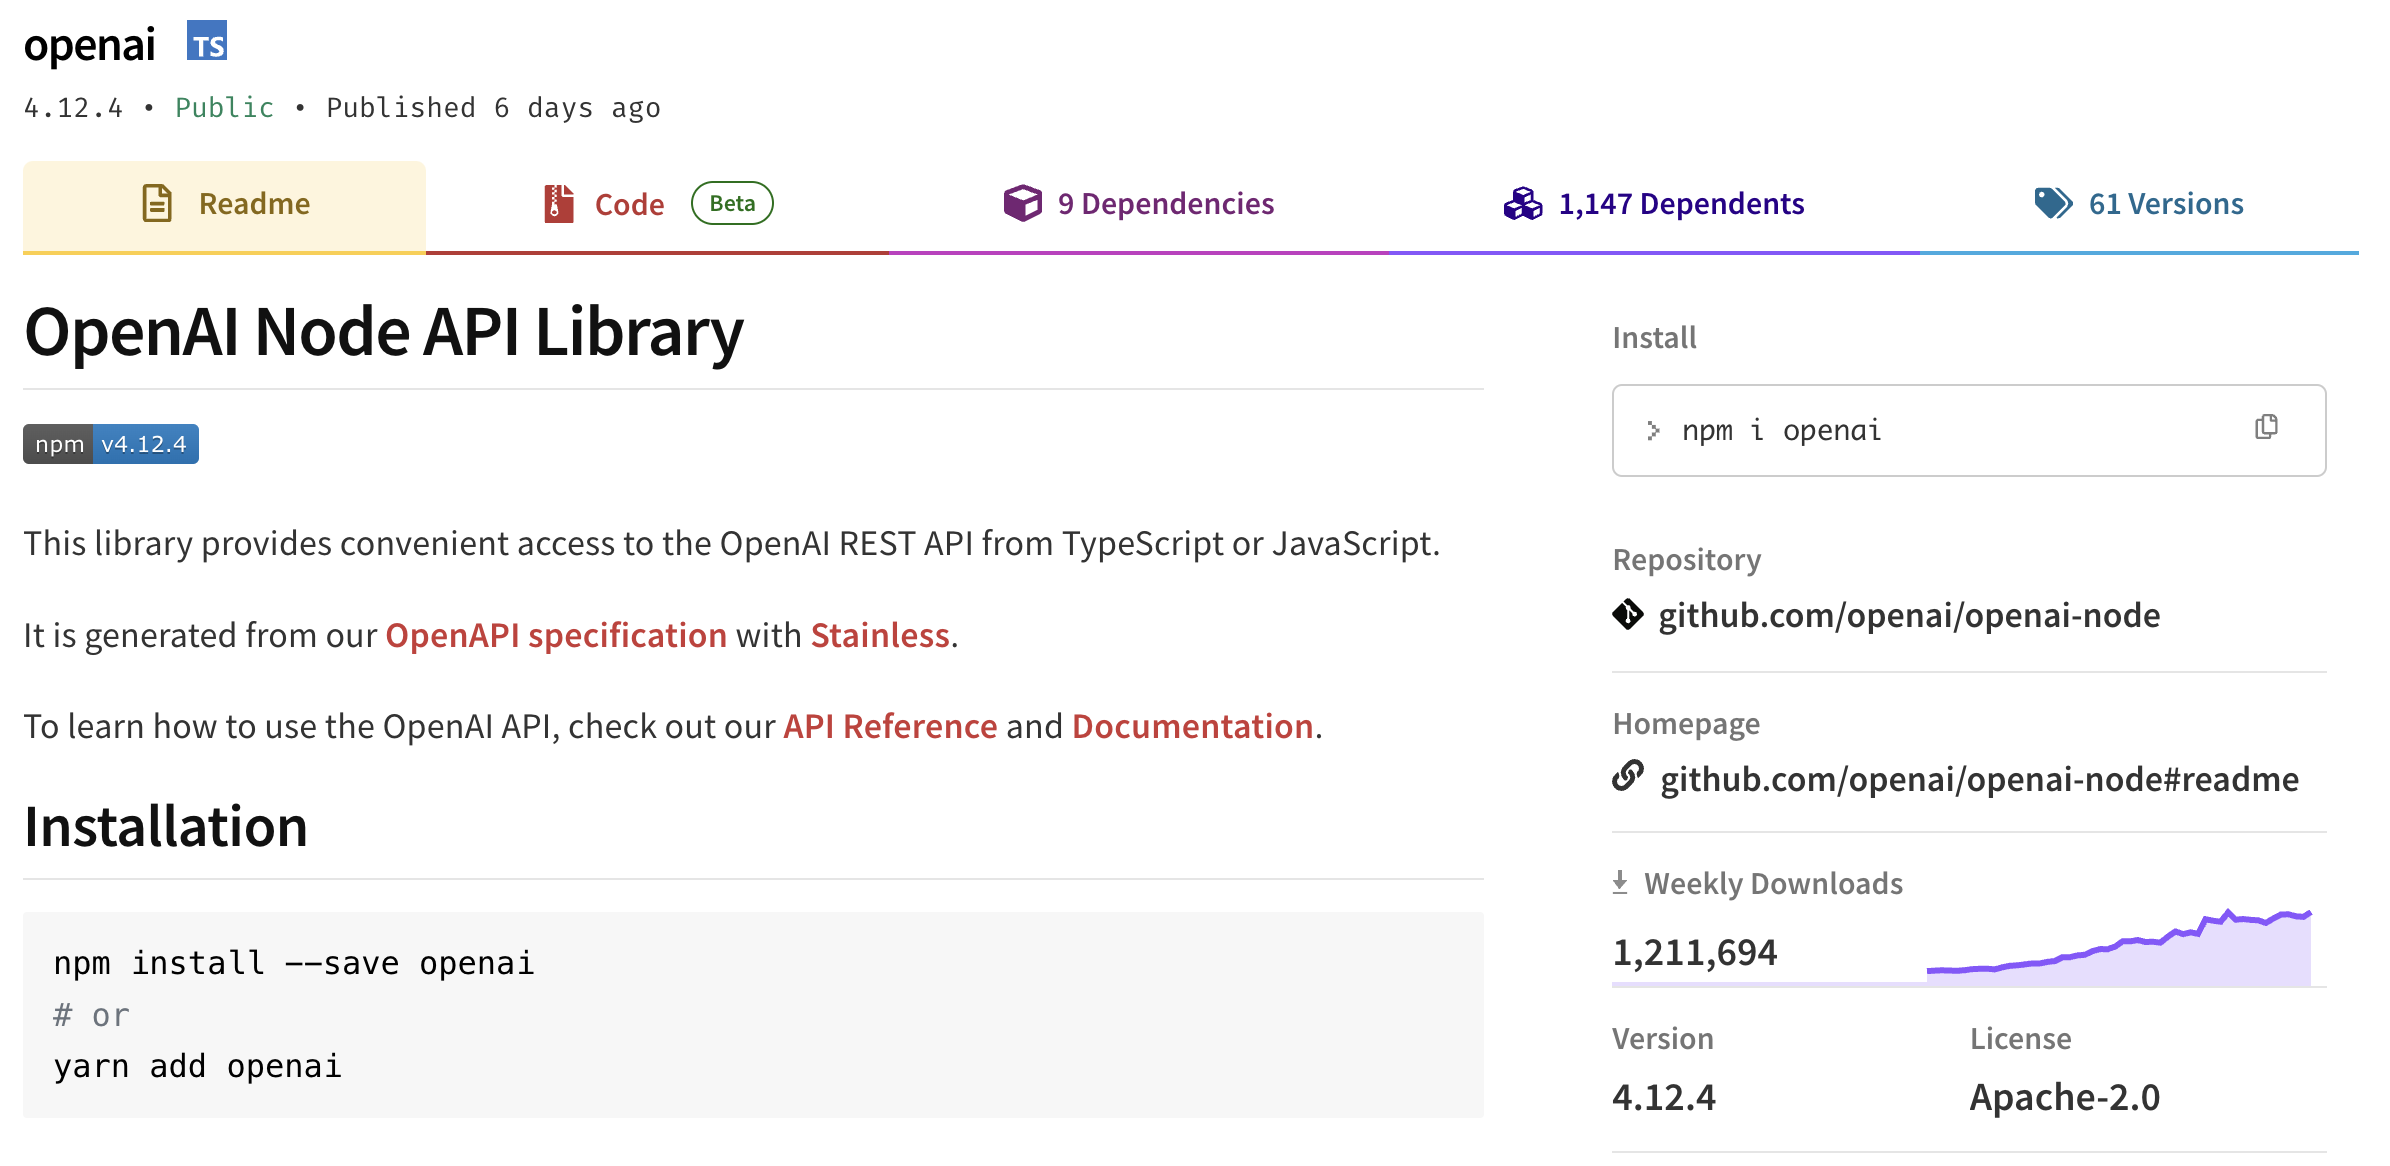 openai TS
4.12.4 • Public • Published 6 days ago
Readme
Code Beta
9 Dependencies
1,147 Dependents
61 Versions
OpenAI Node API Library
npm v4.12.4
This library provides convenient access to the OpenAI REST API from TypeScript or JavaScript.
It is generated from our OpenAPI specification with Stainless.
To learn how to use the OpenAI API, check out our API Reference and Documentation.
Installation
npm install --save openai
# or
yarn add openai
Install
> npm i openai
Repository
github.com/openai/openai-node
Homepage
github.com/openai/openai-node#readme
Weekly Downloads
1,211,694
Version
4.12.4
License
Apache-2.0